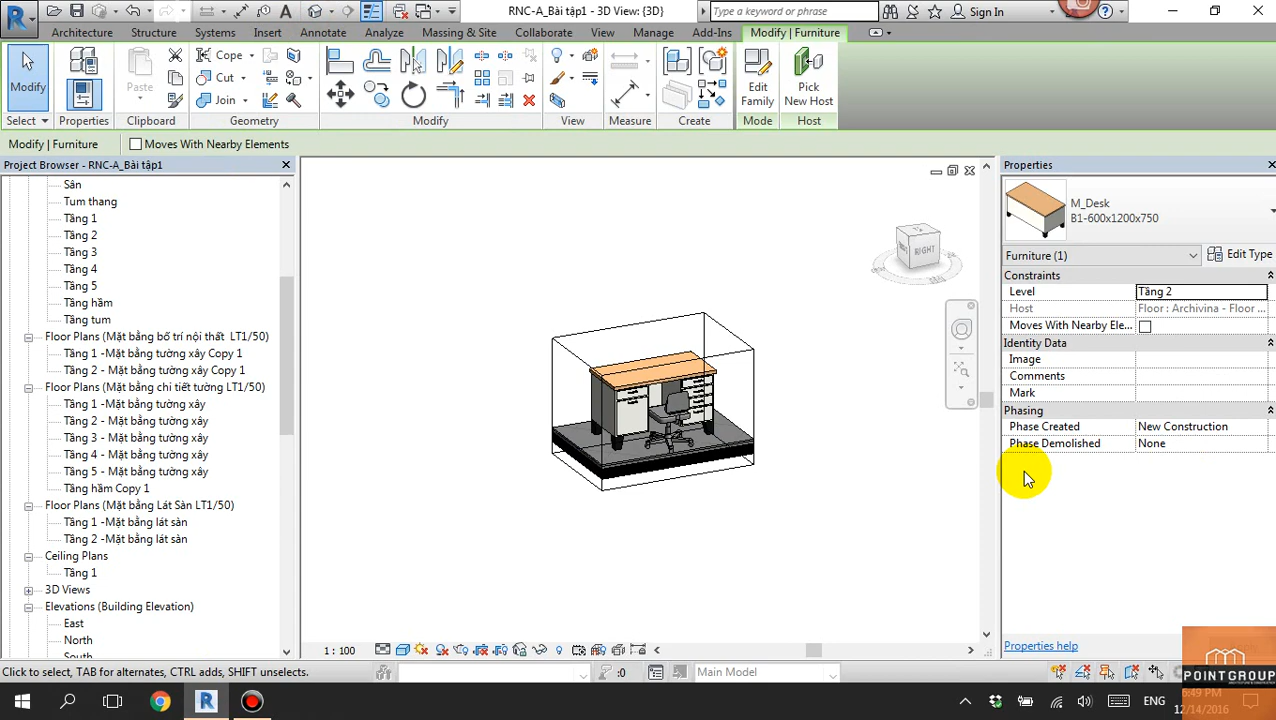 RNC-A_Bài tập1 - 3D View: {3D}
Type a keyword or phrase
Sign In
Architecture
Structure
Systems
Insert
Annotate
Analyze
Massing & Site
Collaborate
View
Manage
Add-Ins
Modify | Furniture
Modify
Paste
Cope
Cut
Join
Edit
Family
Pick
New Host
Select
Properties
Clipboard
Geometry
Modify
View
Measure
Create
Mode
Host
Modify | Furniture
Moves With Nearby Elements
Project Browser - RNC-A_Bài tập1
Sân
Tum thang
Tầng 1
Tầng 2
Tầng 3
Tầng 4
Tầng 5
Tầng hầm
Tầng tum
Floor Plans (Mặt bằng bố trí nội thất LT1/50)
Tầng 1 -Mặt bằng tường xây Copy 1
Tầng 2 - Mặt bằng tường xây Copy 1
Floor Plans (Mặt bằng chi tiết tường LT1/50)
Tầng 1 -Mặt bằng tường xây
Tầng 2 - Mặt bằng tường xây
Tầng 3 - Mặt bằng tường xây
Tầng 4 - Mặt bằng tường xây
Tầng 5 - Mặt bằng tường xây
Tầng hầm Copy 1
Floor Plans (Mặt bằng Lát Sàn LT1/50)
Tầng 1 -Mặt bằng lát sàn
Tầng 2 - Mặt bằng lát sàn
Ceiling Plans
Tầng 1
3D Views
Elevations (Building Elevation)
East
North
South
RIGHT
1 : 100
Properties
M_Desk
B1-600x1200x750
Furniture (1)
Edit Type
Constraints
Level
Tầng 2
Host
Floor : Archivina - Floor ...
Moves With Nearby Ele...
Identity Data
Image
Comments
Mark
Phasing
Phase Created
New Construction
Phase Demolished
None
Properties help
Click to select, TAB for alternates, CTRL adds, SHIFT unselects.
:0
Main Model
POINTGROUP
ENG
6:49 PM
12/14/2016